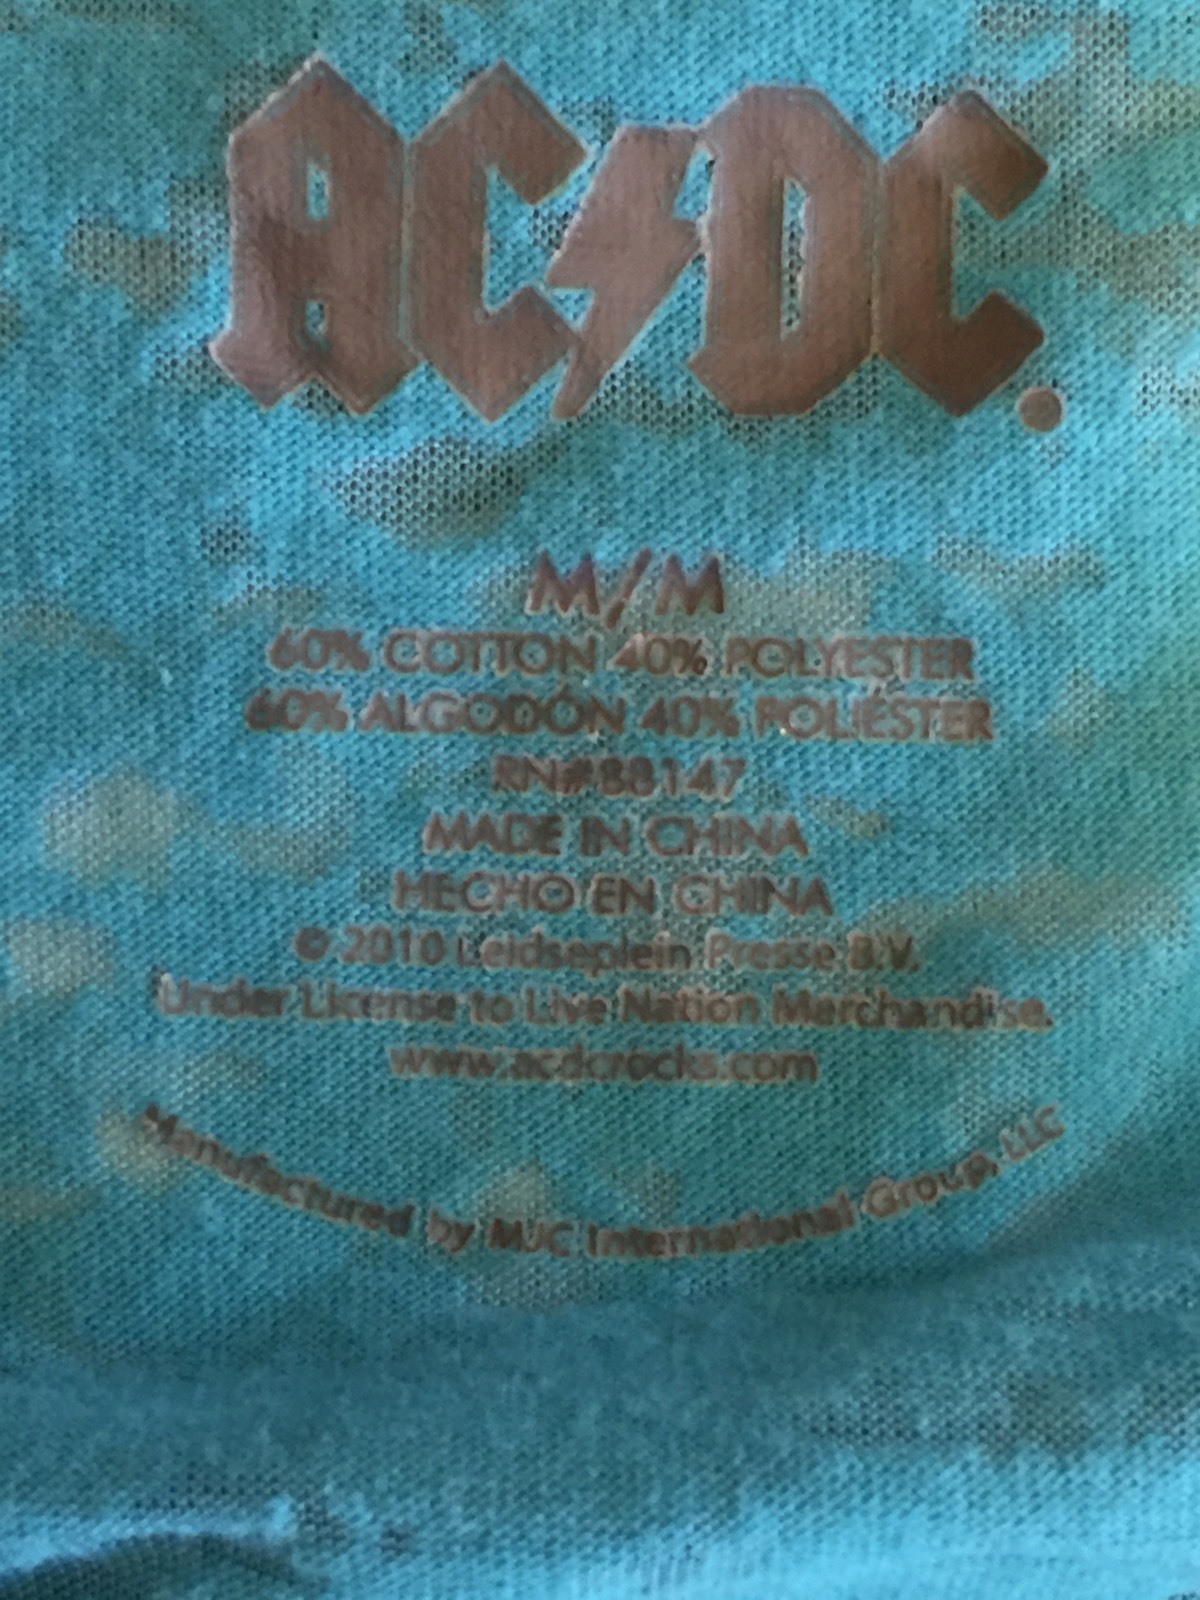 AC/DC.
M/M
60% COTTON 40% POLYESTER
60% ALGODÓN 40% POLIÉSTER
RN#88147
MADE IN CHINA
HECHO EN CHINA
© 2010 Leidseplein Presse B.V.
Under License to Live Nation Merchandise.
www.acdcrocks.com
Manufactured by MJC International Group, LLC